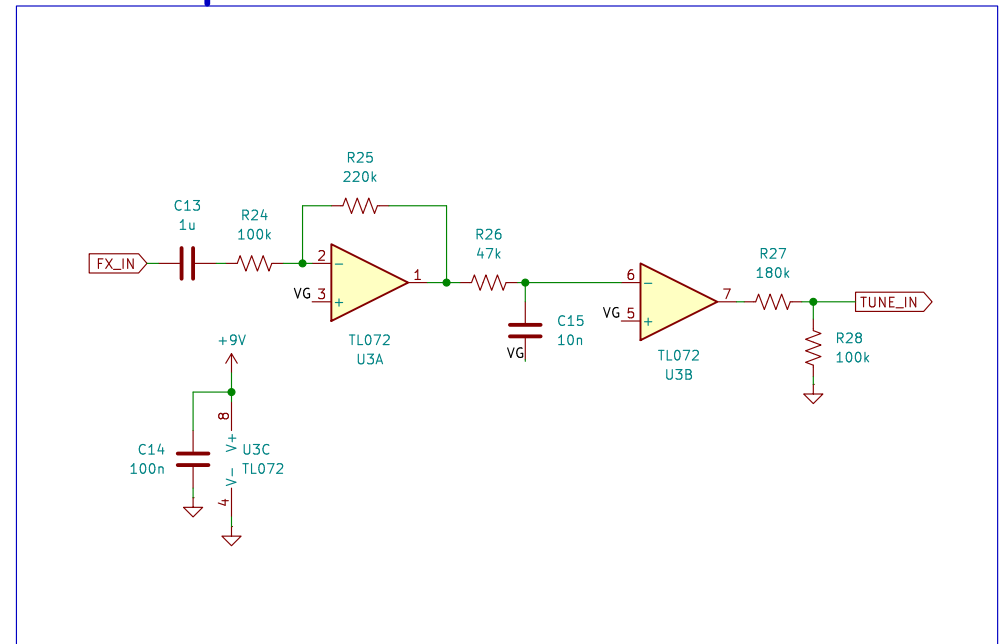 R25
220k
C13
1u
R24
100k
FX_IN
2
−
VG 3
+
1
TL072
U3A
R26
47k
C15
10n
VG
6
−
VG 5
+
7
TL072
U3B
R27
180k
TUNE_IN
R28
100k
+9V
8
V+
U3C
TL072
V−
4
C14
100n